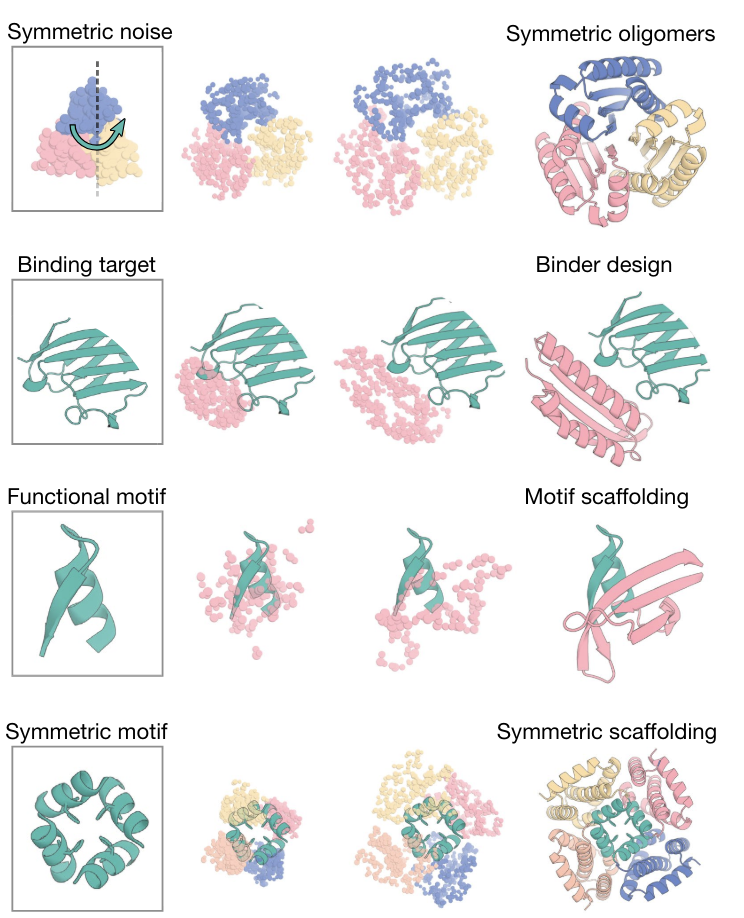 Symmetric noise
Symmetric oligomers
Binding target
Binder design
Functional motif
Motif scaffolding
Symmetric motif
Symmetric scaffolding